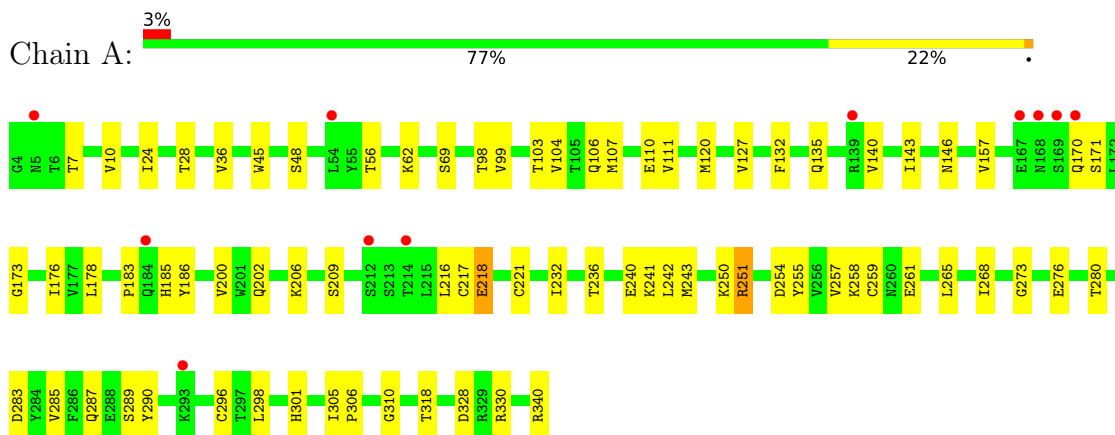 3%
Chain A:
77% 22% •
G4 N5 T6 T7 V10 I24 T28 V36 W45 S48 L54 Y55 T56 K62 S69 T98 V99 T103 V104 T105 Q106 M107 E110 V111 M120 V127 F132 Q135 R139 V140 I143 N146 V157 E167 N168 S169 Q170 S171 L172
G173 I176 V177 L178 P183 Q184 H185 Y186 V200 W201 Q202 K206 S209 S212 S213 T214 L215 L216 C217 E218 C221 I232 T236 E240 K241 L242 M243 K250 R251 D254 Y255 V256 V257 K258 C259 N260 E261 L265 I268 G273 E276 T280
D283 Y284 V285 F286 Q287 E288 S289 Y290 K293 C296 T297 L298 H301 I305 P306 G310 T318 D328 R329 R330 R340